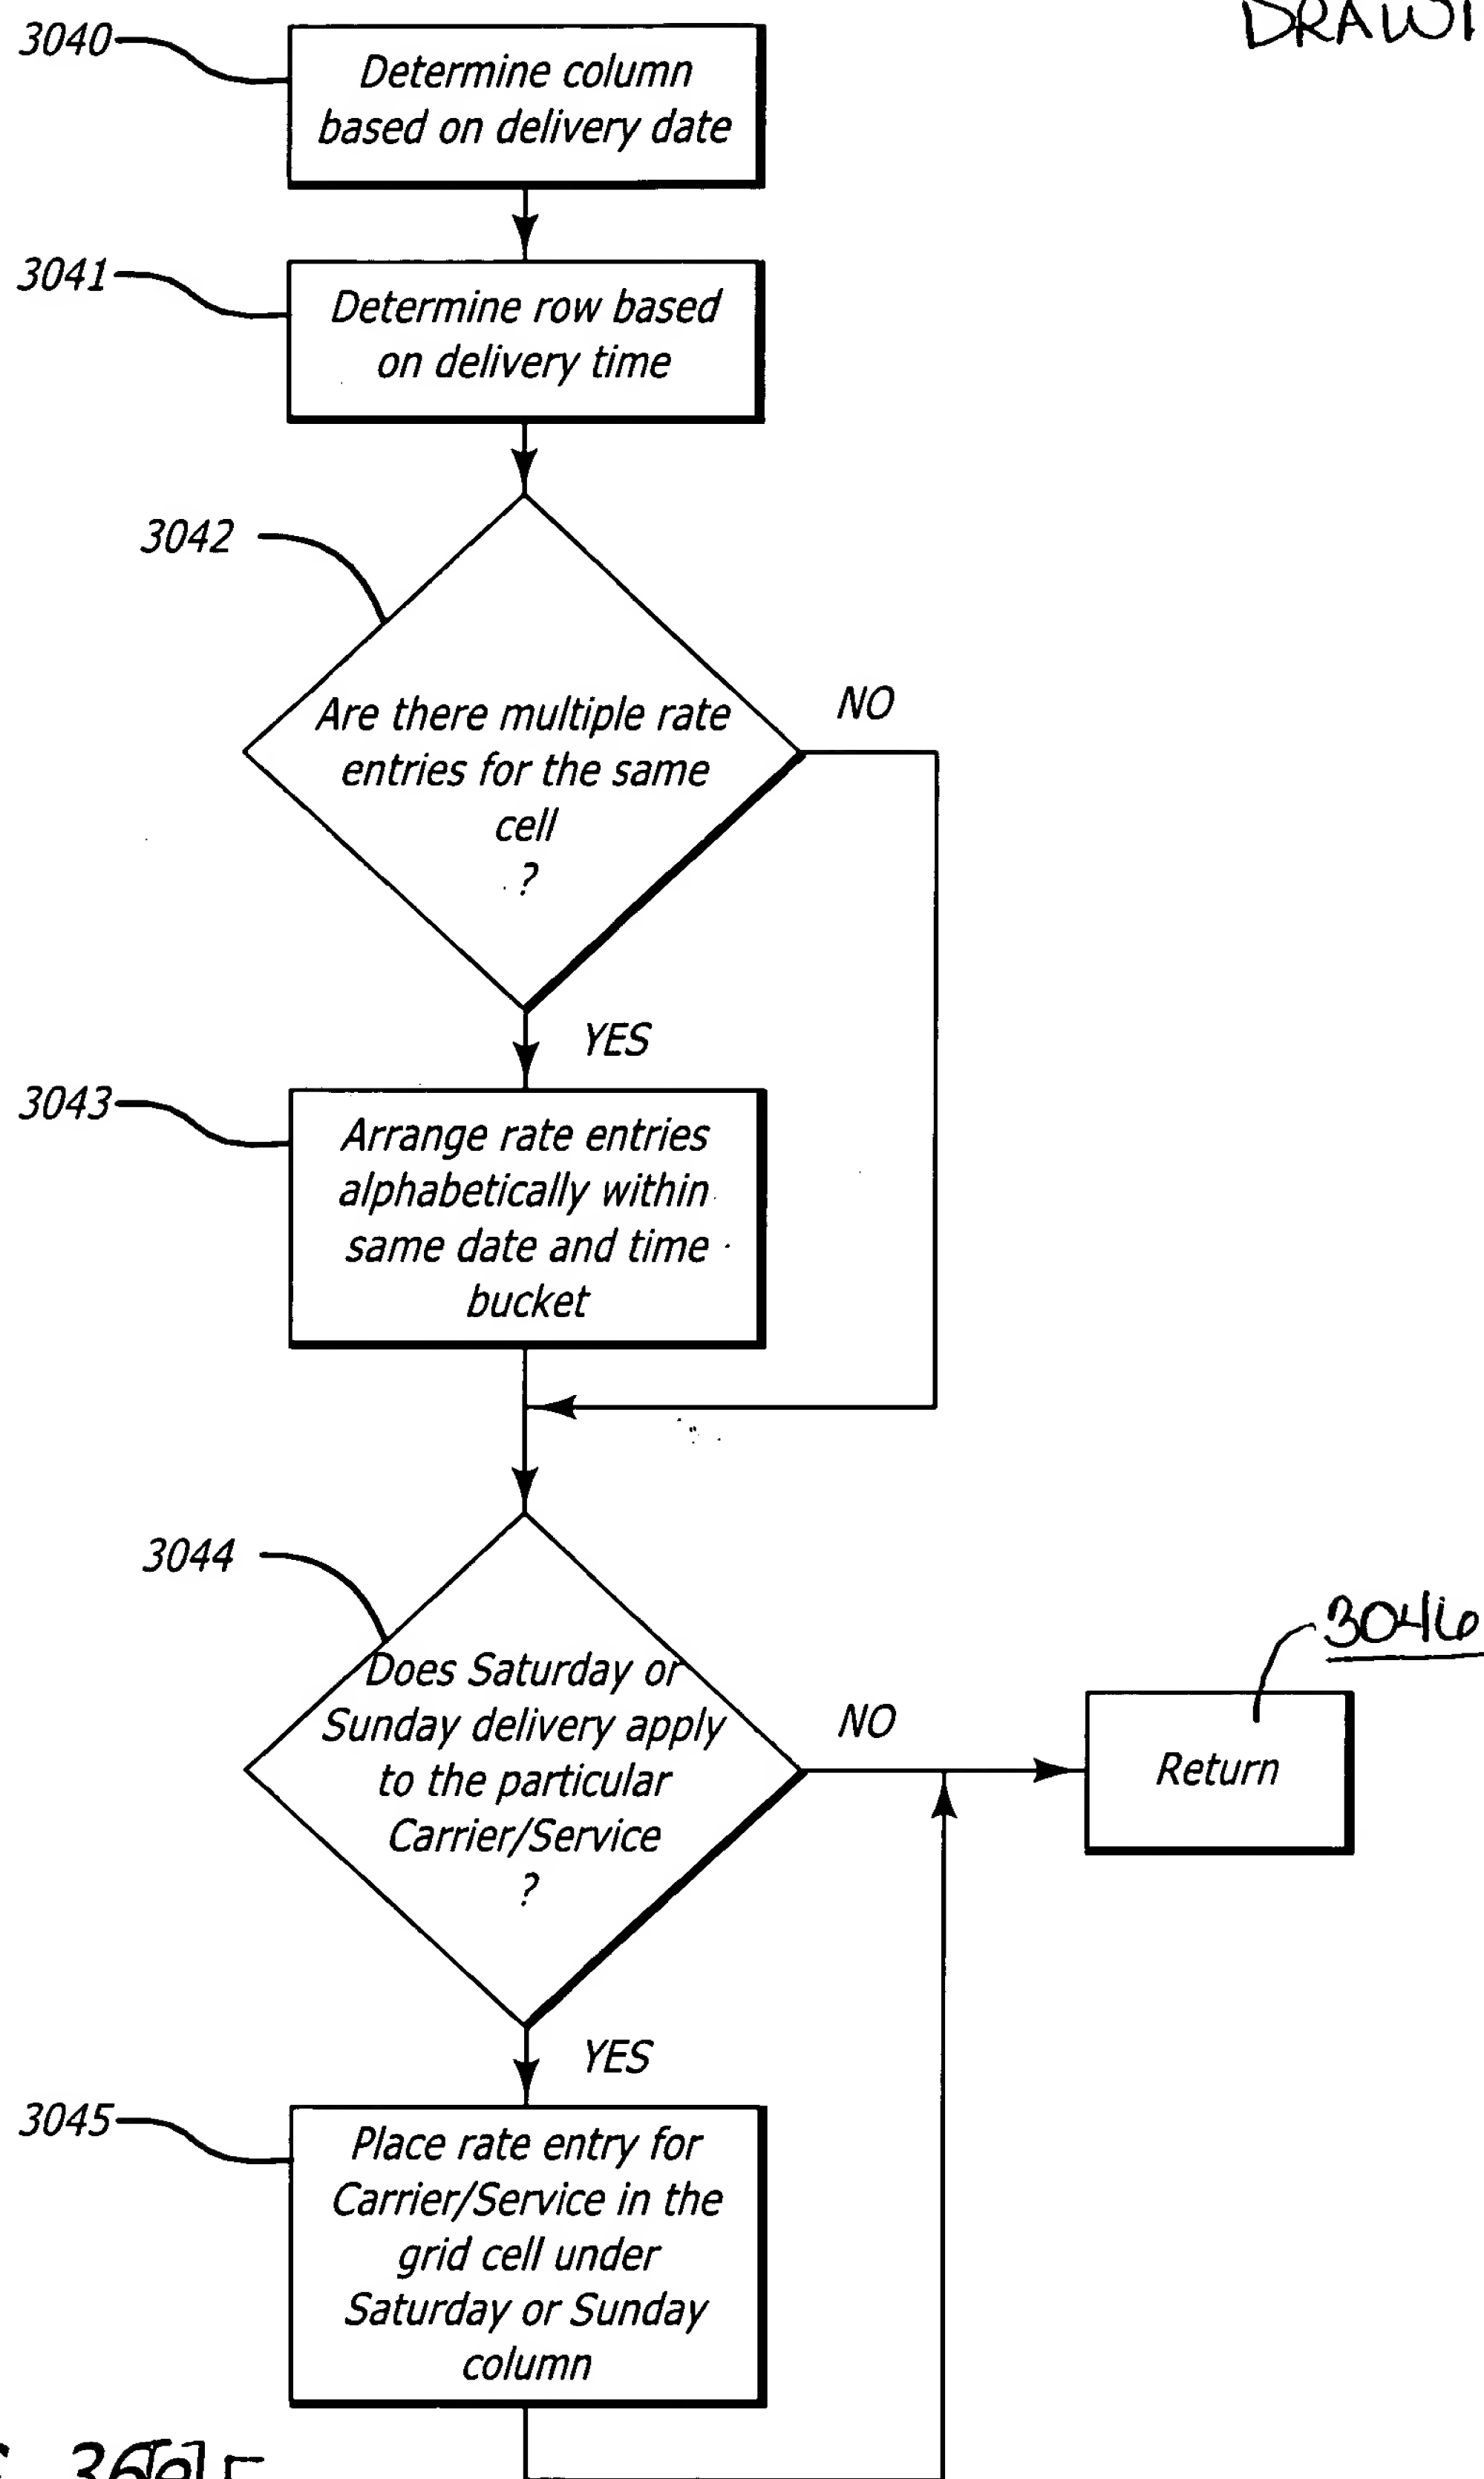 DRAWI
3040
Determine column
based on delivery date
3041
Determine row based
on delivery time
3042
Are there multiple rate
entries for the same
cell
?
NO
YES
3043
Arrange rate entries
alphabetically within
same date and time
bucket
3044
Does Saturday or
Sunday delivery apply
to the particular
Carrier/Service
?
NO
3046
Return
YES
3045
Place rate entry for
Carrier/Service in the
grid cell under
Saturday or Sunday
column